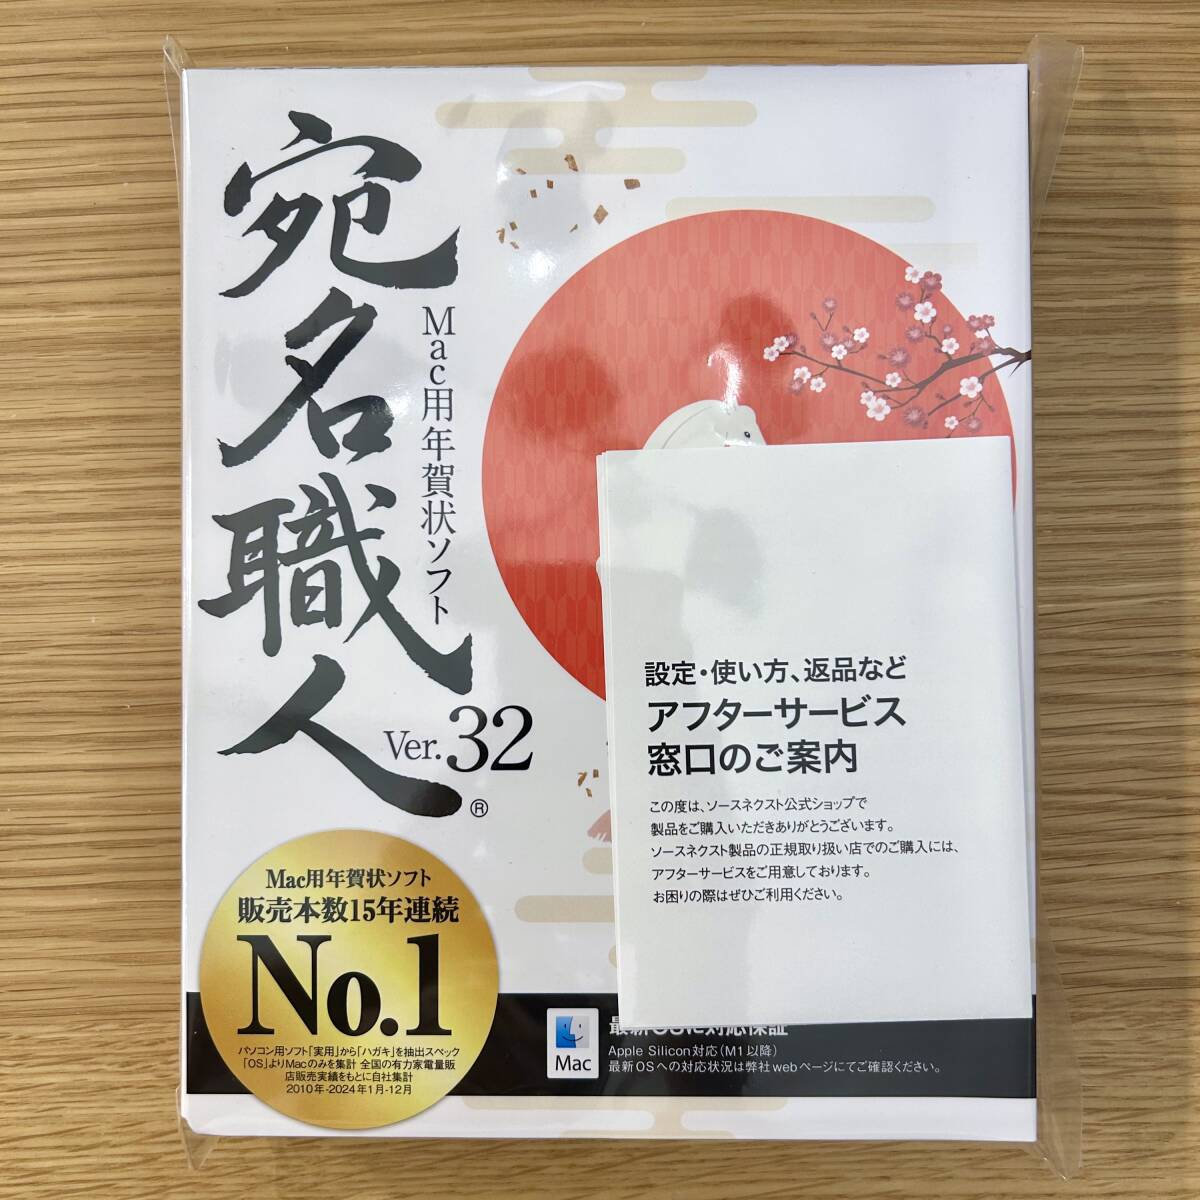 宛名職人
Mac用年賀状ソフト
Ver.32
®
Mac用年賀状ソフト
販売本数15年連続
No.1
パソコン用ソフト「実用」から「ハガキ」を抽出スペック
「OS」よりMacのみを集計 全国の有力家電量販
店販売実績をもとに自社集計
2010年-2024年1月-12月
設定・使い方、返品など
アフターサービス
窓口のご案内
この度は、ソースネクスト公式ショップで
製品をご購入いただきありがとうございます。
ソースネクスト製品の正規取り扱い店でのご購入には、
アフターサービスをご用意しております。
お困りの際はぜひご利用ください。
Mac
最新OSに対応保証
Apple Silicon対応(M1以降)
最新OSへの対応状況は弊社webページにてご確認ください。